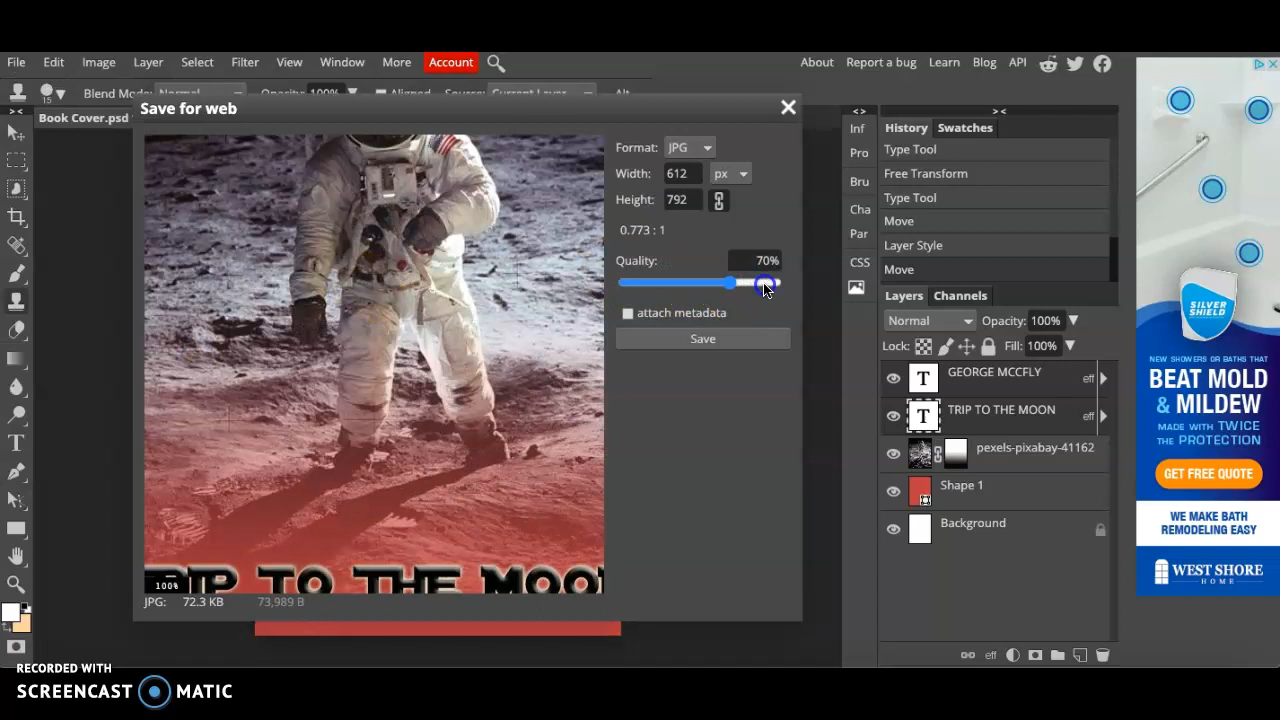 File Edit Image Layer Select Filter View Window More Account About Report a bug Learn Blog API
15 Blend Mode: Normal Opacity: 100% Aligned Source: Current Layer Alt
Book Cover.psd
Save for web
Format: JPG
Width: 612 px
Height: 792
0.773 : 1
Quality: 70%
attach metadata
Save
TRIP TO THE MOON
100%
JPG: 72.3 KB 73,989 B
Inf
Pro
Bru
Cha
Par
CSS
History Swatches
Type Tool
Free Transform
Type Tool
Move
Layer Style
Move
Layers Channels
Normal Opacity: 100%
Lock: Fill: 100%
T GEORGE MCCFLY eff
T TRIP TO THE MOON eff
pexels-pixabay-41162
Shape 1
Background
eff
SILVER
SHIELD
NEW SHOWERS OR BATHS THAT
BEAT MOLD
& MILDEW
MADE WITH TWICE
THE PROTECTION
GET FREE QUOTE
WE MAKE BATH
REMODELING EASY
WEST SHORE
HOME
RECORDED WITH
SCREENCAST MATIC